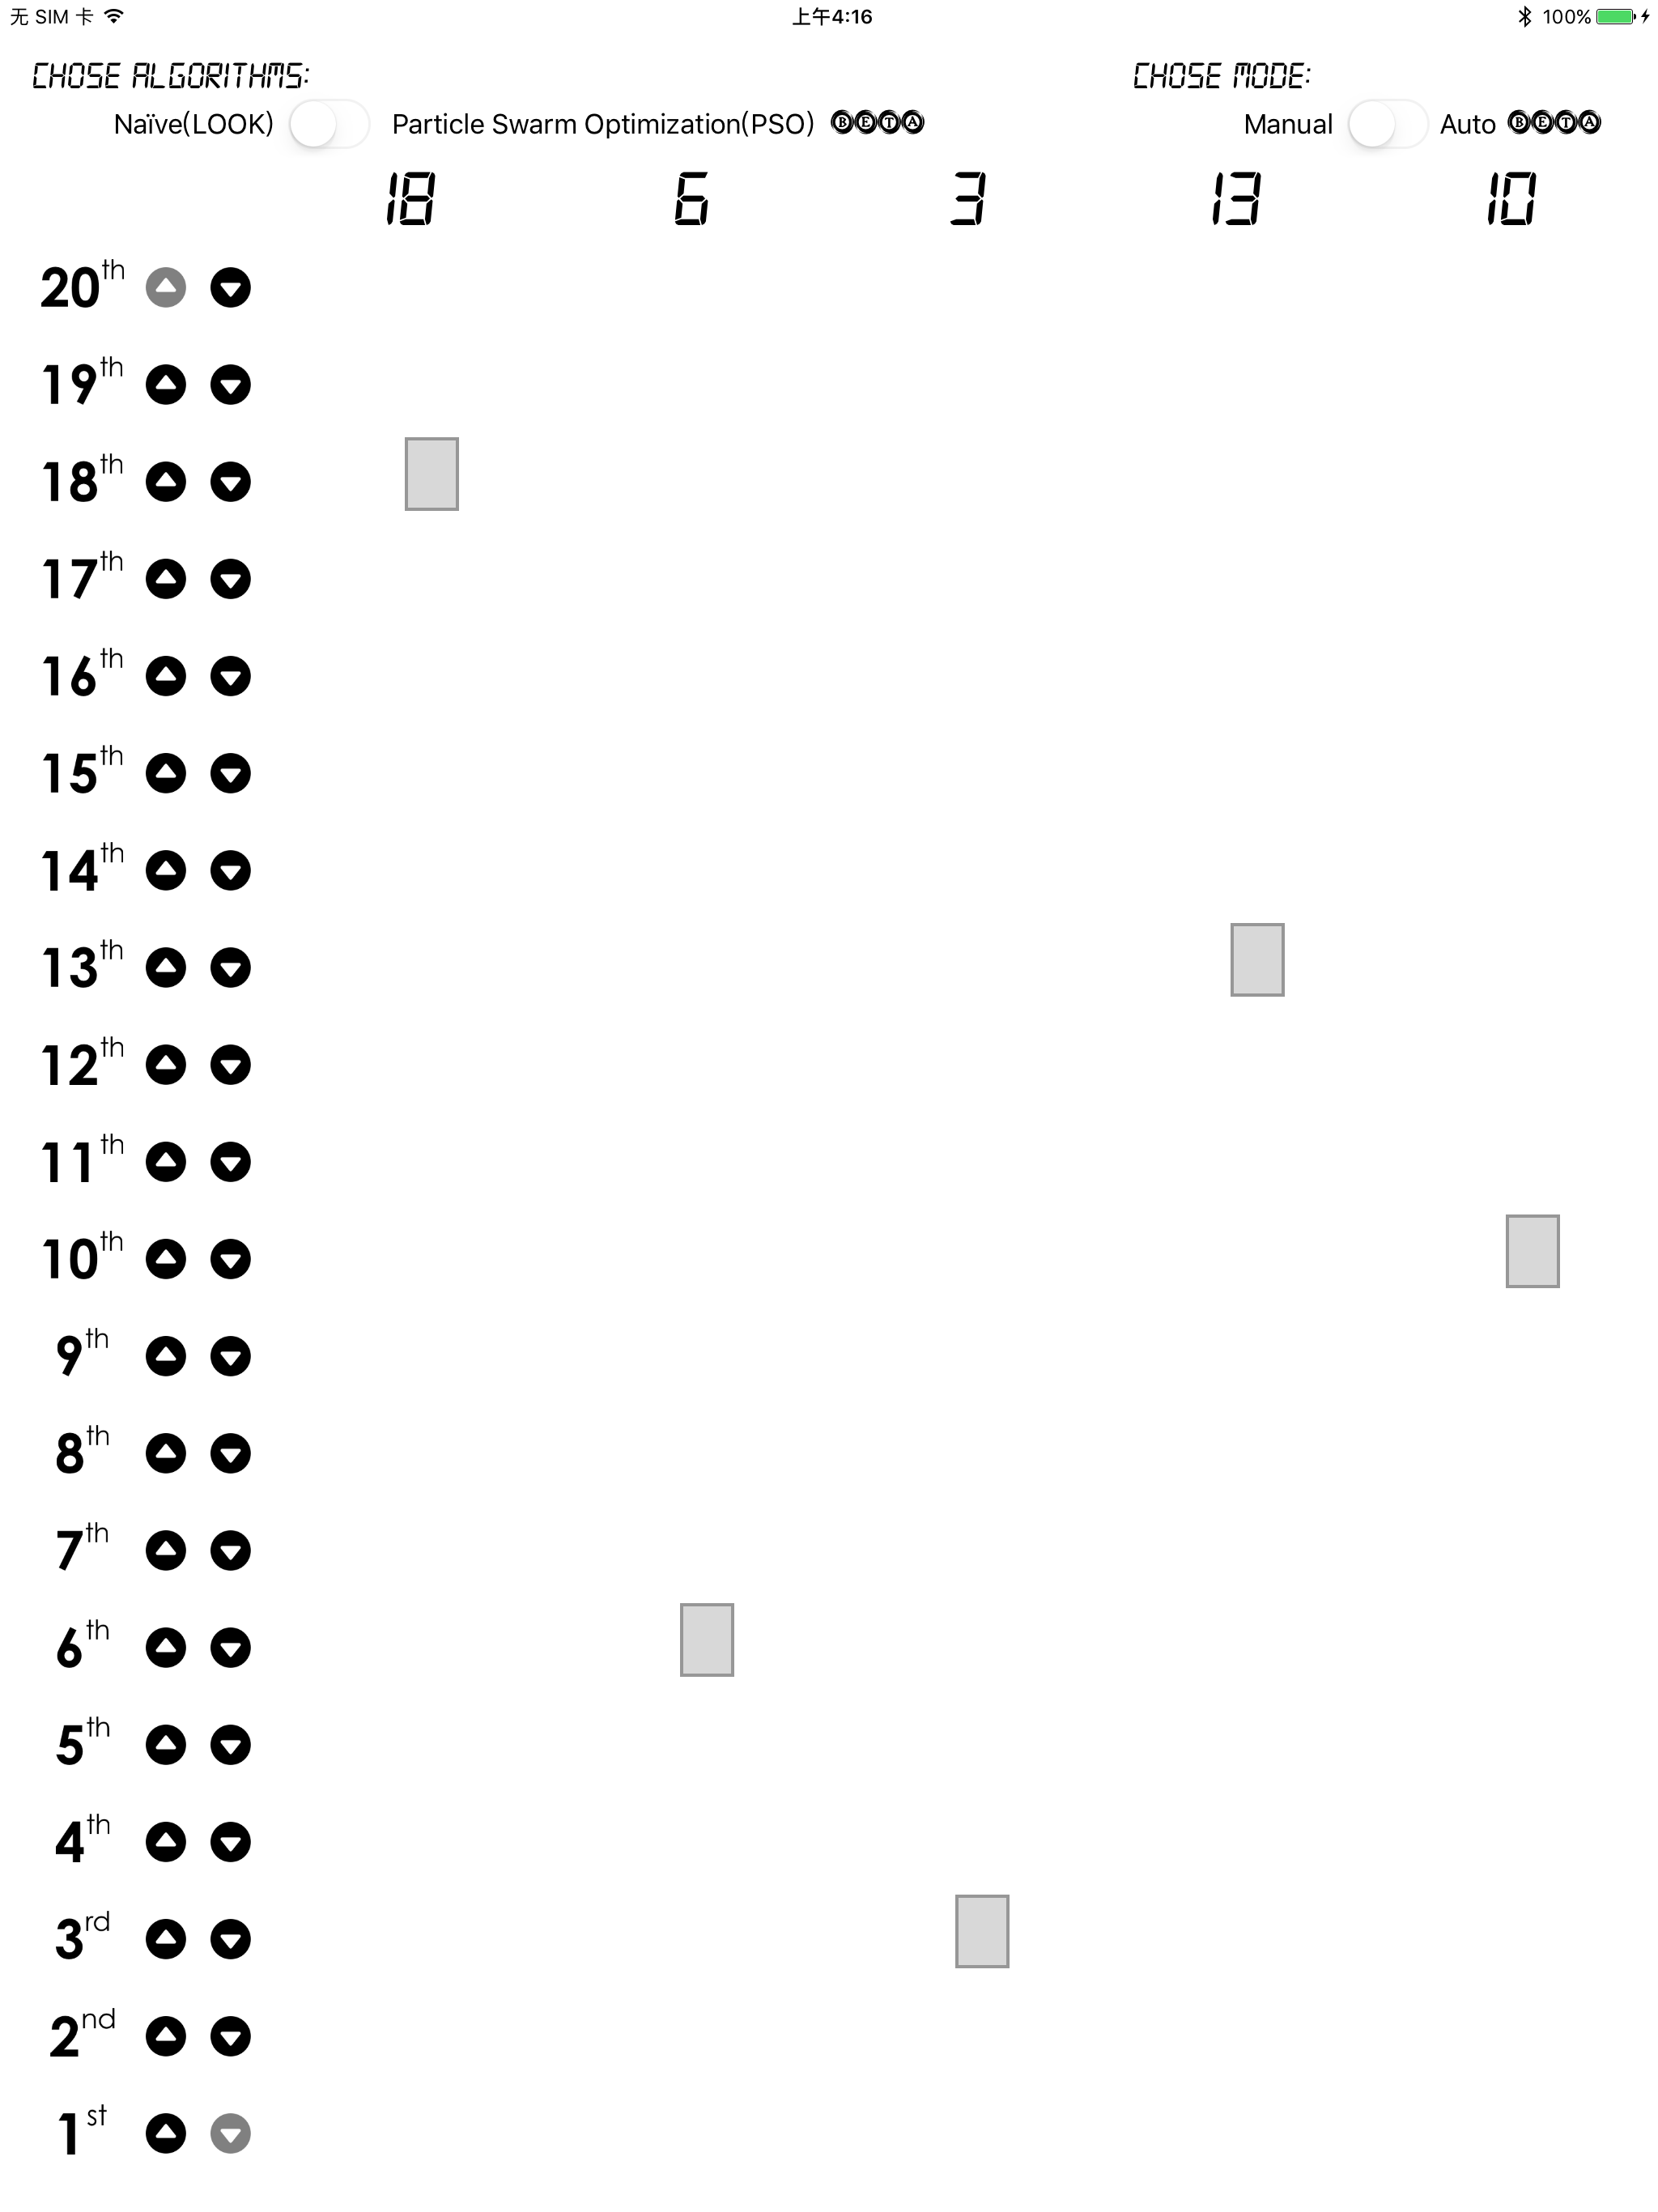 无 SIM 卡 上午4:16 100%
CHOSE ALGORITHMS: CHOSE MODE:
Naïve(LOOK) Particle Swarm Optimization(PSO) BETA Manual Auto BETA
18 6 3 13 10
20th
19th
18th
17th
16th
15th
14th
13th
12th
11th
10th
9th
8th
7th
6th
5th
4th
3rd
2nd
1st